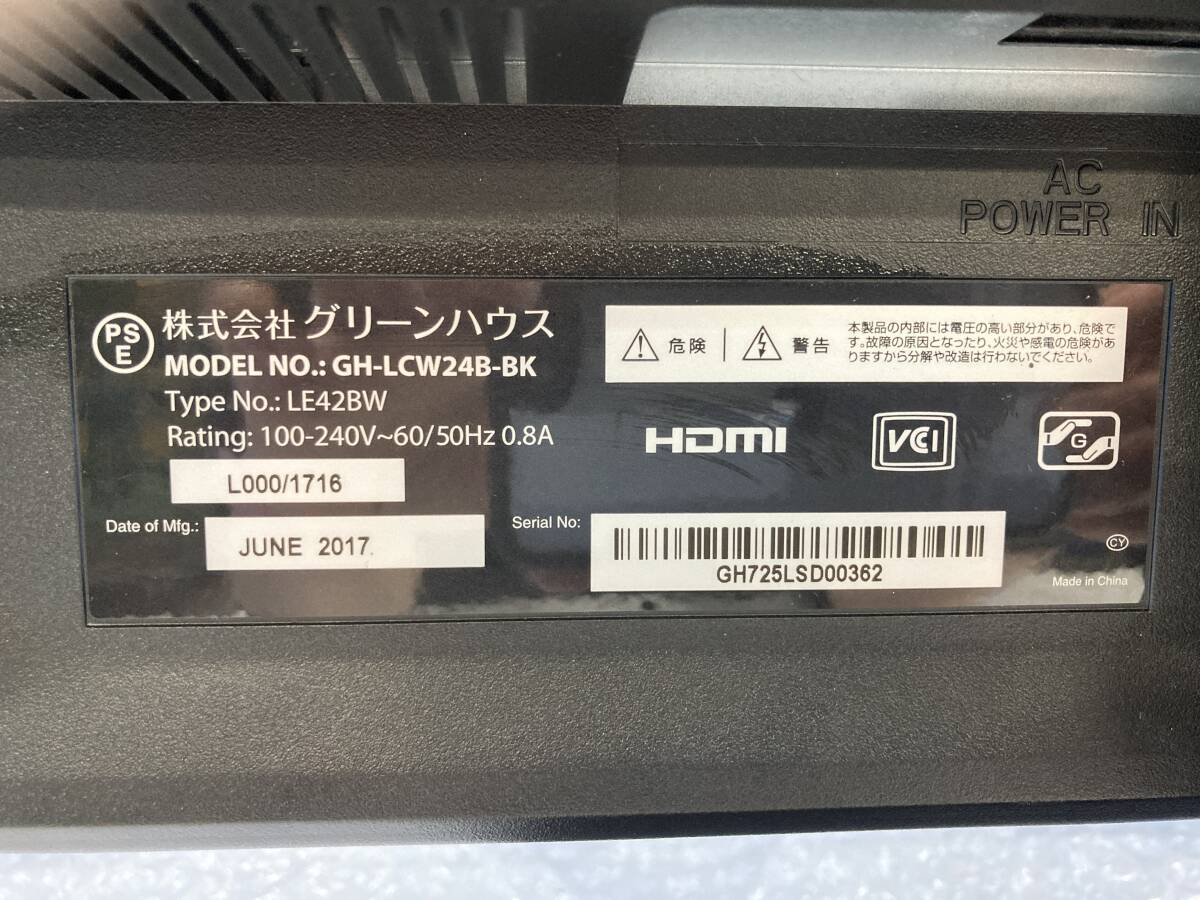 AC
POWER IN
PS
E
株式会社 グリーンハウス
MODEL NO.: GH-LCW24B-BK
Type No.: LE42BW
Rating: 100-240V~60/50Hz 0.8A
L000/1716
Date of Mfg.:
JUNE 2017
危険
警告
本製品の内部には電圧の高い部分があり、危険で
す。故障の原因となったり、火災や感電の危険があ
りますから分解や改造は行わないでください。
HDMI
VCCI
G
Serial No:
GH725LSD00362
CY
Made in China